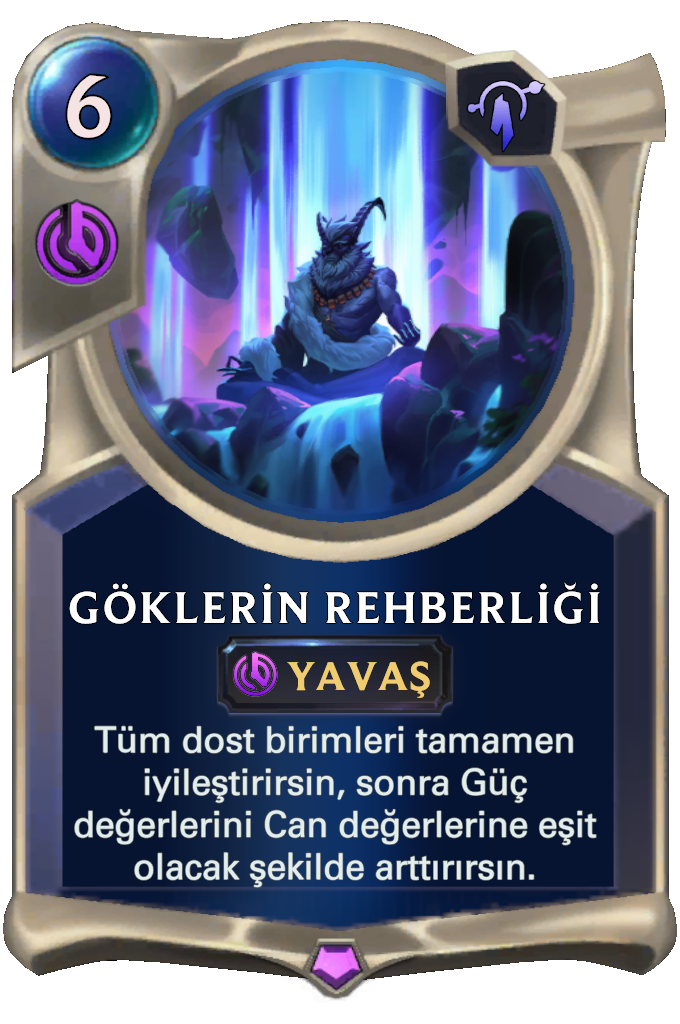 6
GÖKLERİN REHBERLİĞİ
YAVAŞ
Tüm dost birimleri tamamen
iyileştirirsin, sonra Güç
değerlerini Can değerlerine eşit
olacak şekilde arttırırsın.